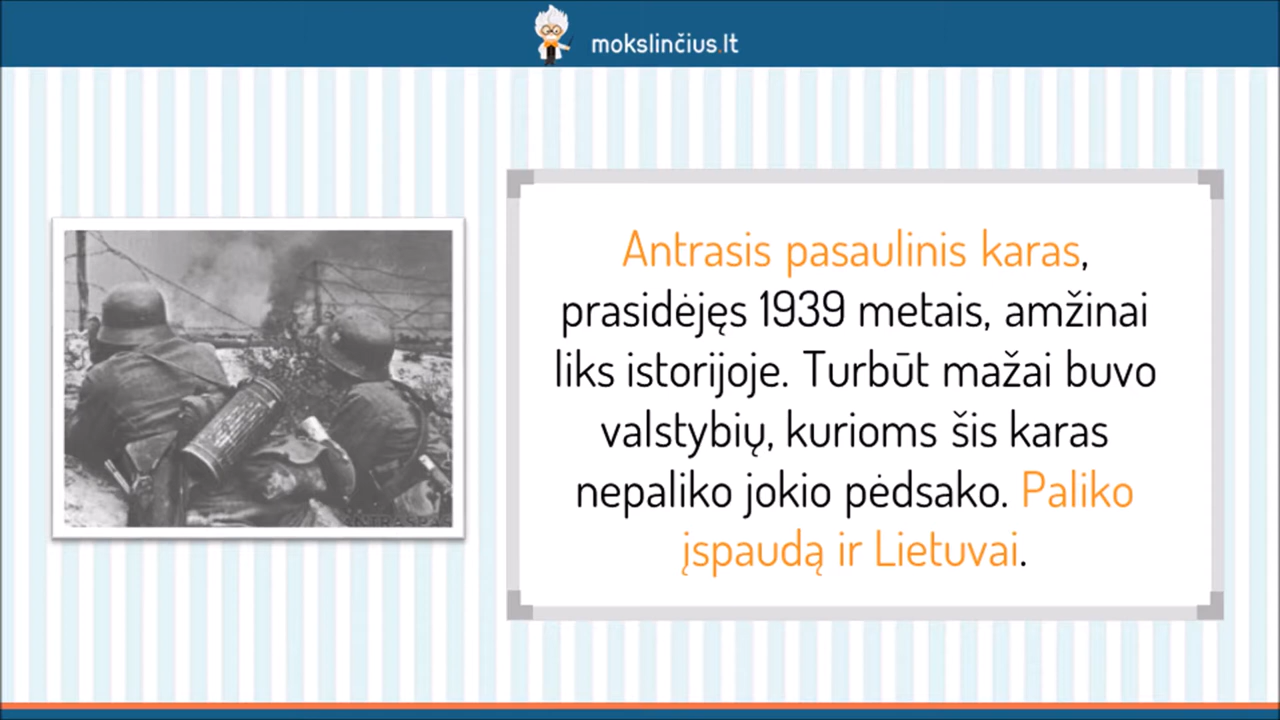 mokslinčius.lt
Antrasis pasaulinis karas,
prasidėjęs 1939 metais, amžinai
liks istorijoje. Turbūt mažai buvo
valstybių, kurioms šis karas
nepaliko jokio pėdsako. Paliko
įspaudą ir Lietuvai.